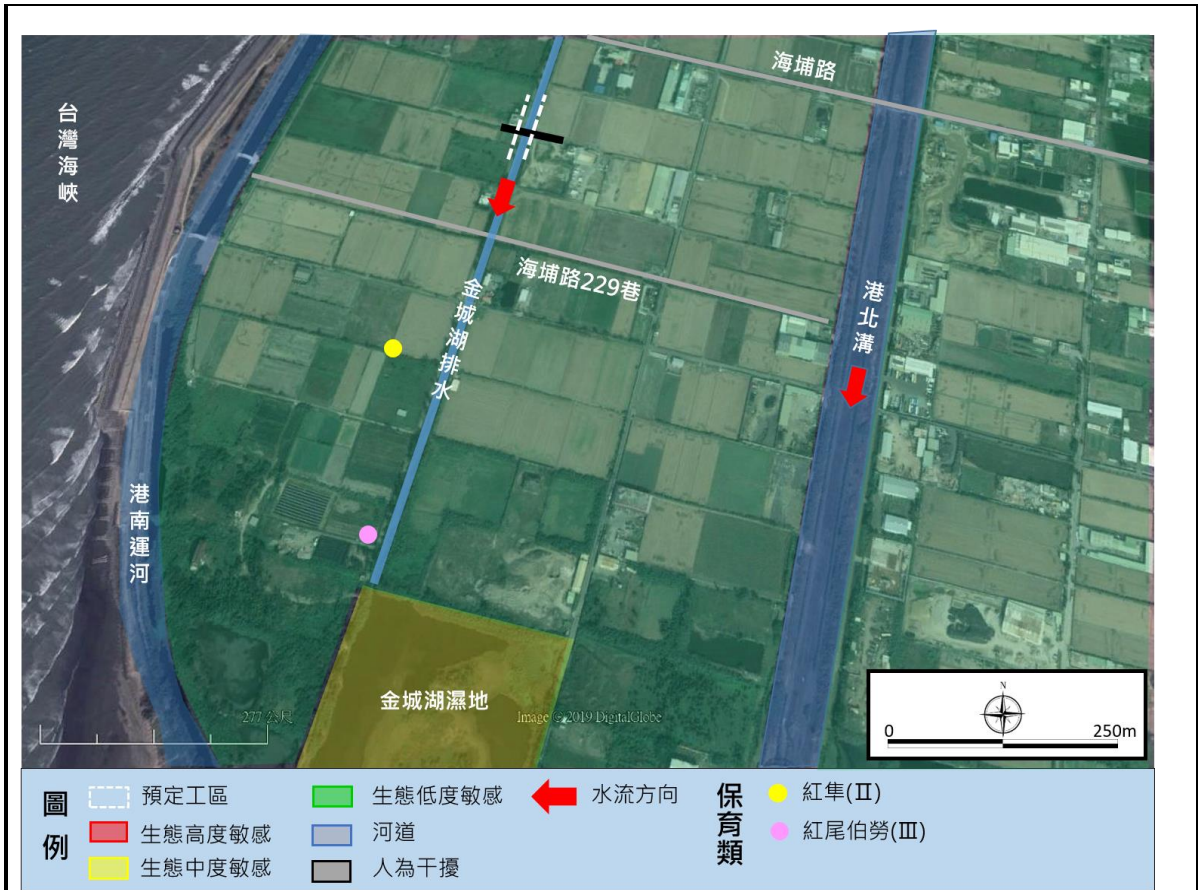 海埔路
台灣海峽
海埔路229巷
金城湖排水
港北溝
港南運河
金城湖濕地
277 公尺
Image © 2019 DigitalGlobe
N
0
250m
圖例
預定工區
生態高度敏感
生態中度敏感
生態低度敏感
河道
人為干擾
水流方向
保育類
紅隼(II)
紅尾伯勞(III)